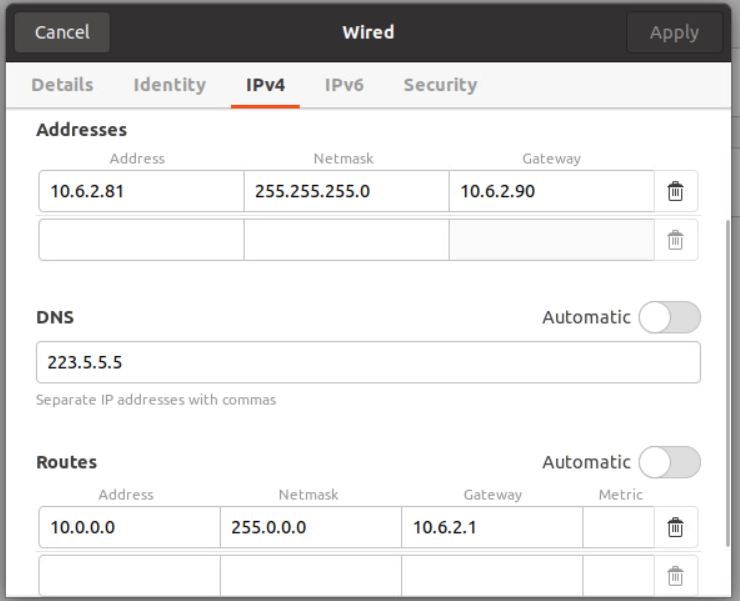 Cancel Wired Apply
Details Identity IPv4 IPv6 Security
Addresses
Address Netmask Gateway
10.6.2.81 255.255.255.0 10.6.2.90
DNS Automatic
223.5.5.5
Separate IP addresses with commas
Routes Automatic
Address Netmask Gateway Metric
10.0.0.0 255.0.0.0 10.6.2.1